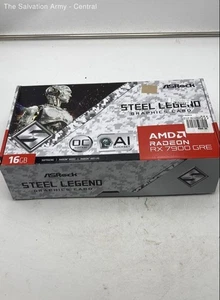 The Salvation Army - Central
ASRock
STEEL LEGEND
GRAPHICS CARD
OC
AI
AMD
RADEON
RX 7900 GRE
16GB
ASRock
STEEL LEGEND
GRAPHICS CARD